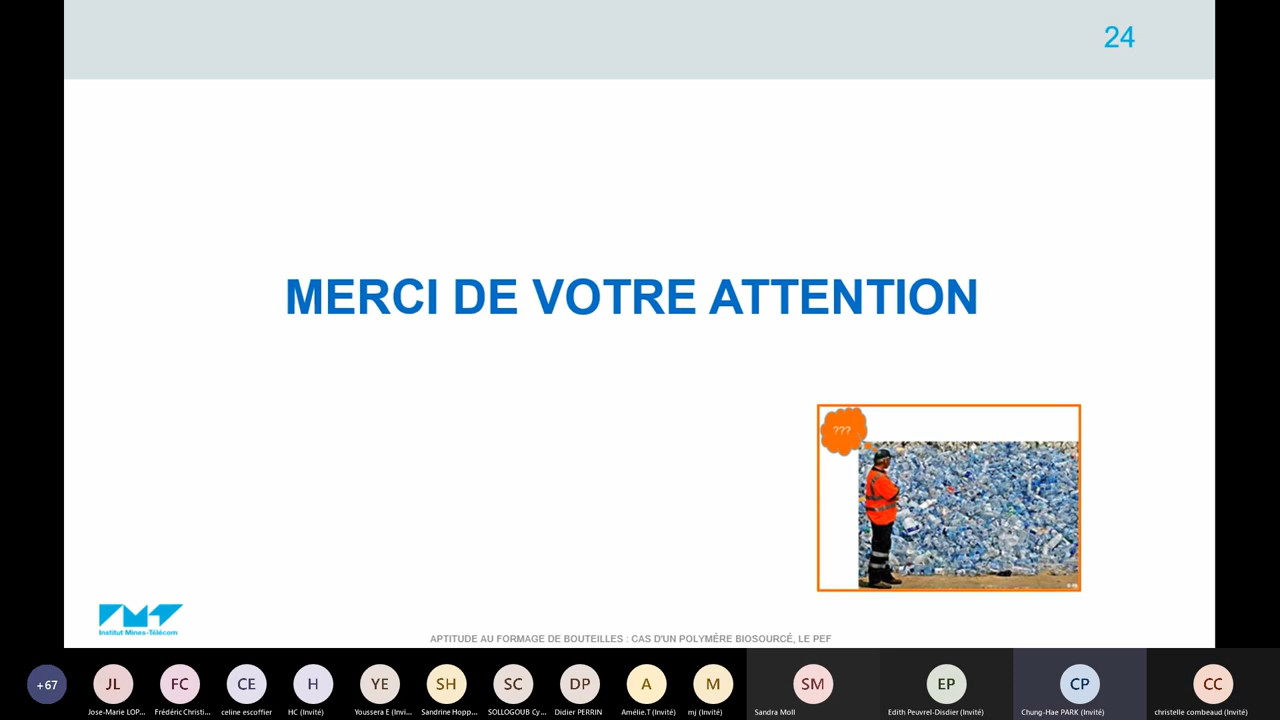 24
MERCI DE VOTRE ATTENTION
???
Institut Mines-Télécom
APTITUDE AU FORMAGE DE BOUTEILLES : CAS D'UN POLYMÈRE BIOSOURCÉ, LE PEF
+67 JL FC CE H YE SH SC DP A M SM EP CP CC
Jose-Marie LOP... Frédéric Christi... celine escoffier HC (Invité) Youssera E (Invi... Sandrine Hopp... SOLLOGOUB Cy... Didier PERRIN Amélie.T (Invité) mj (Invité) Sandra Moll Edith Peuvrel-Disdier (Invité) Chung-Hae PARK (Invité) christelle combeaud (Invité)